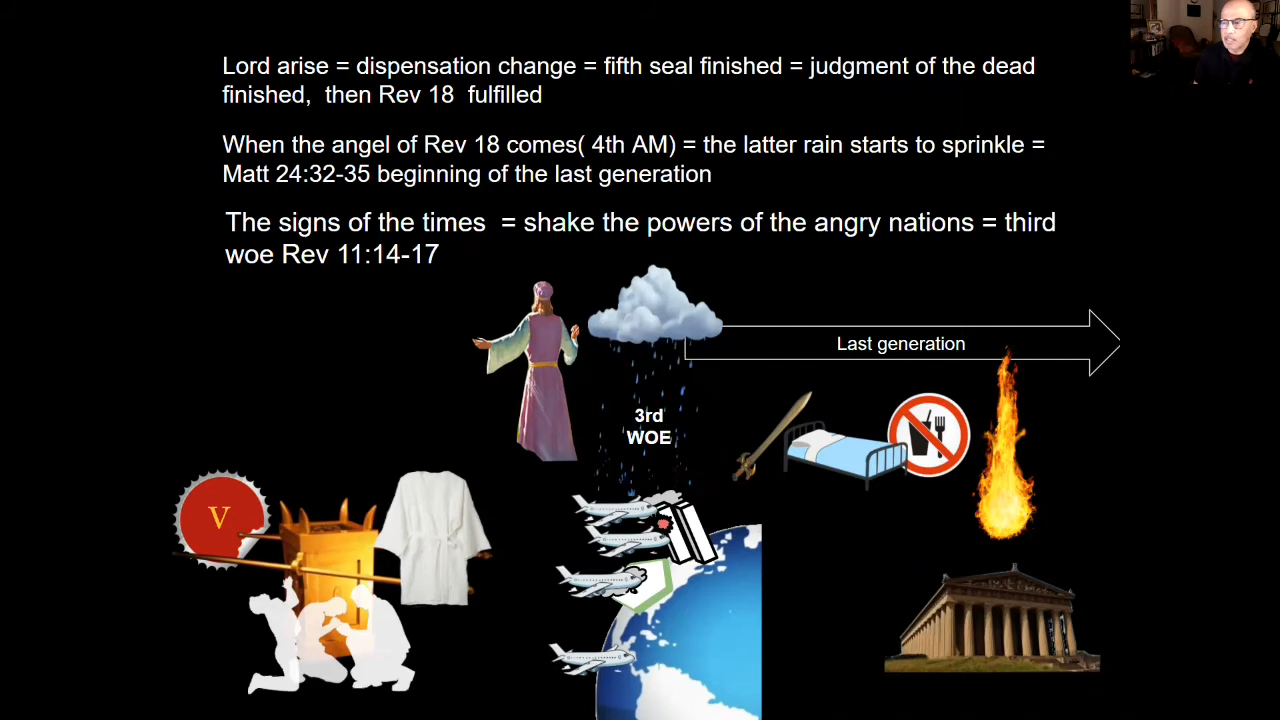 Lord arise = dispensation change = fifth seal finished = judgment of the dead
finished,  then Rev 18  fulfilled
When the angel of Rev 18 comes( 4th AM) = the latter rain starts to sprinkle =
Matt 24:32-35 beginning of the last generation
The signs of the times  = shake the powers of the angry nations = third
woe Rev 11:14-17
Last generation
3rd
WOE
V